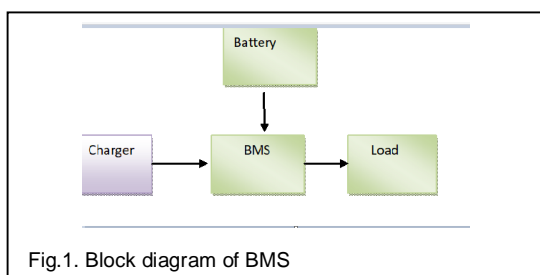 Battery
Charger
BMS
Load
Fig.1. Block diagram of BMS